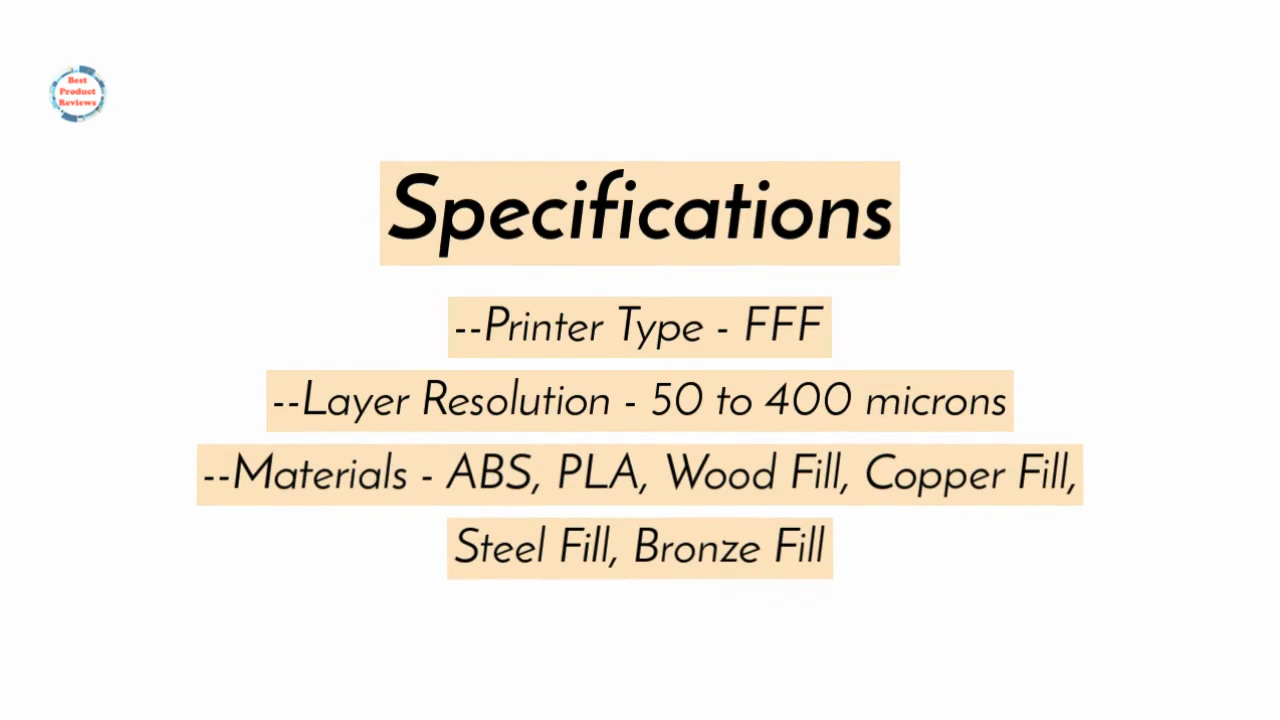 Best
Product
Reviews
Specifications
--Printer Type - FFF
--Layer Resolution - 50 to 400 microns
--Materials - ABS, PLA, Wood Fill, Copper Fill,
Steel Fill, Bronze Fill